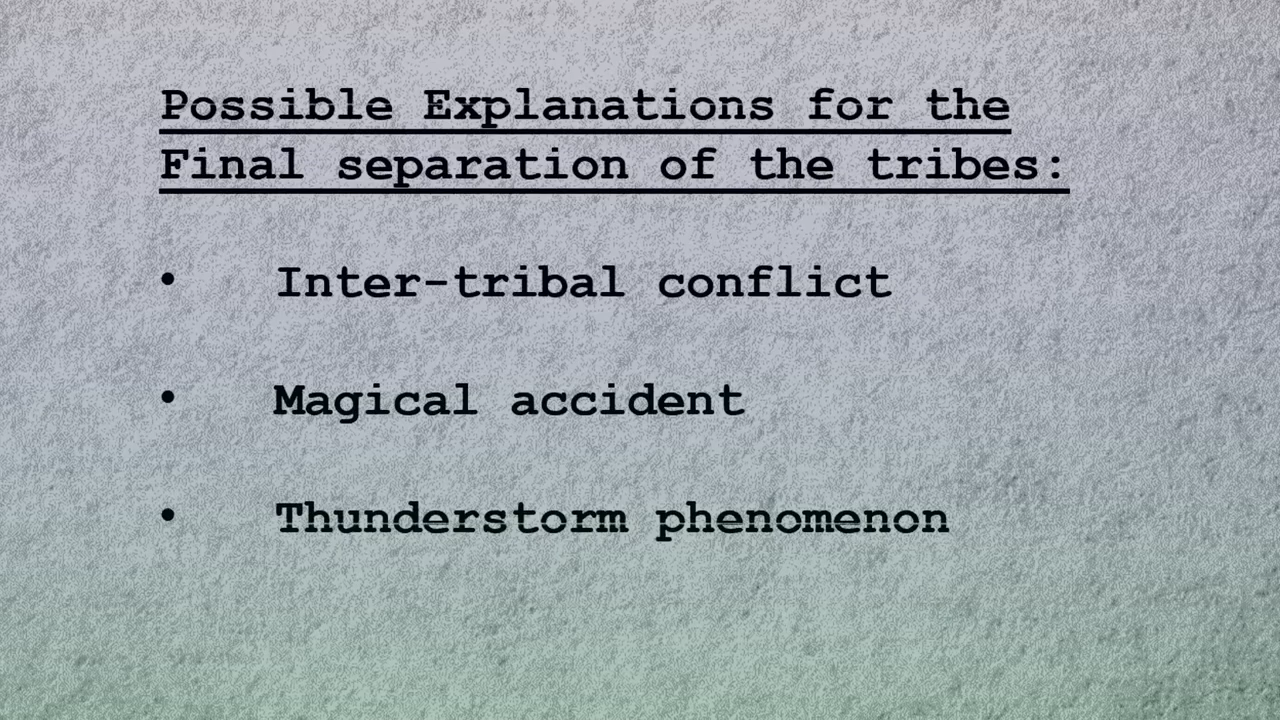 Possible Explanations for the
Final separation of the tribes:
• Inter-tribal conflict
• Magical accident
• Thunderstorm phenomenon